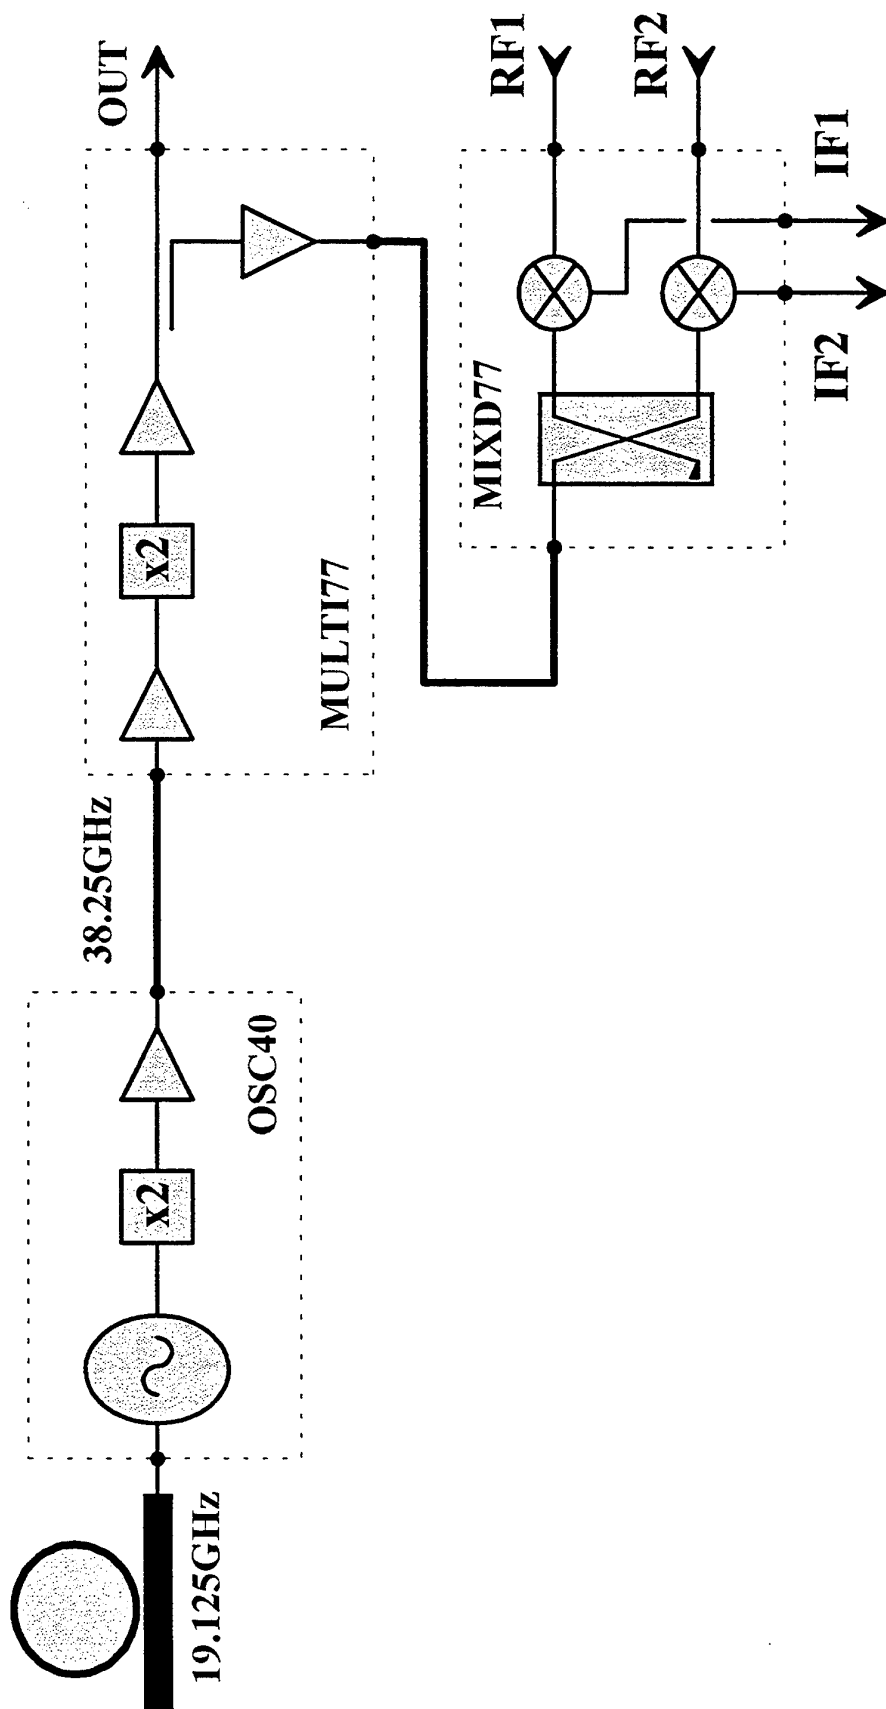 19.125GHz
x2
OSC40
38.25GHz
x2
MULTI77
OUT
MIXD77
RF1
RF2
IF1
IF2